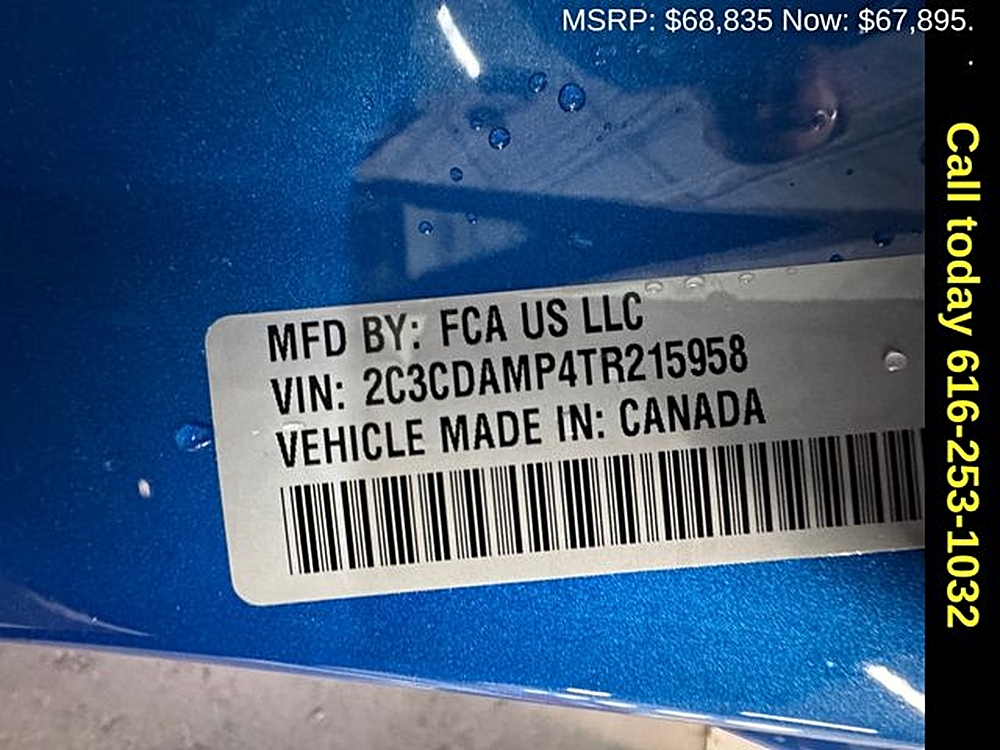 MSRP: $68,835 Now: $67,895.
.
Call today 616-253-1032
MFD BY: FCA US LLC
VIN: 2C3CDAMP4TR215958
VEHICLE MADE IN: CANADA